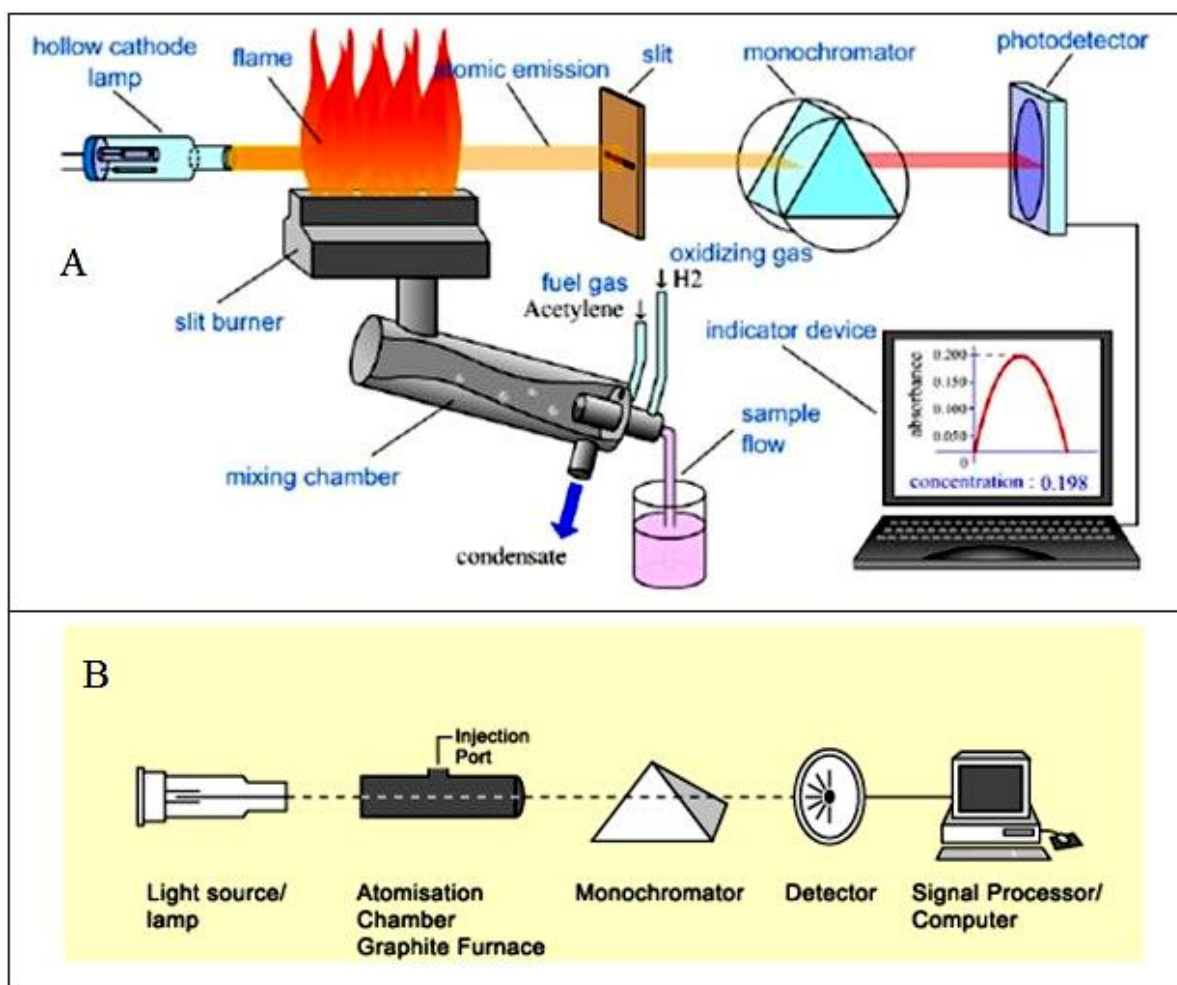 hollow cathode
lamp
flame
atomic emission
slit
monochromator
photodetector
A
slit burner
mixing chamber
condensate
fuel gas
Acetylene
oxidizing gas
H2
sample
flow
indicator device
absorbance
0.200
0.150
0.100
0.050
0
concentration : 0.198
B
Injection
Port
Light source/
lamp
Atomisation
Chamber
Graphite Furnace
Monochromator
Detector
Signal Processor/
Computer